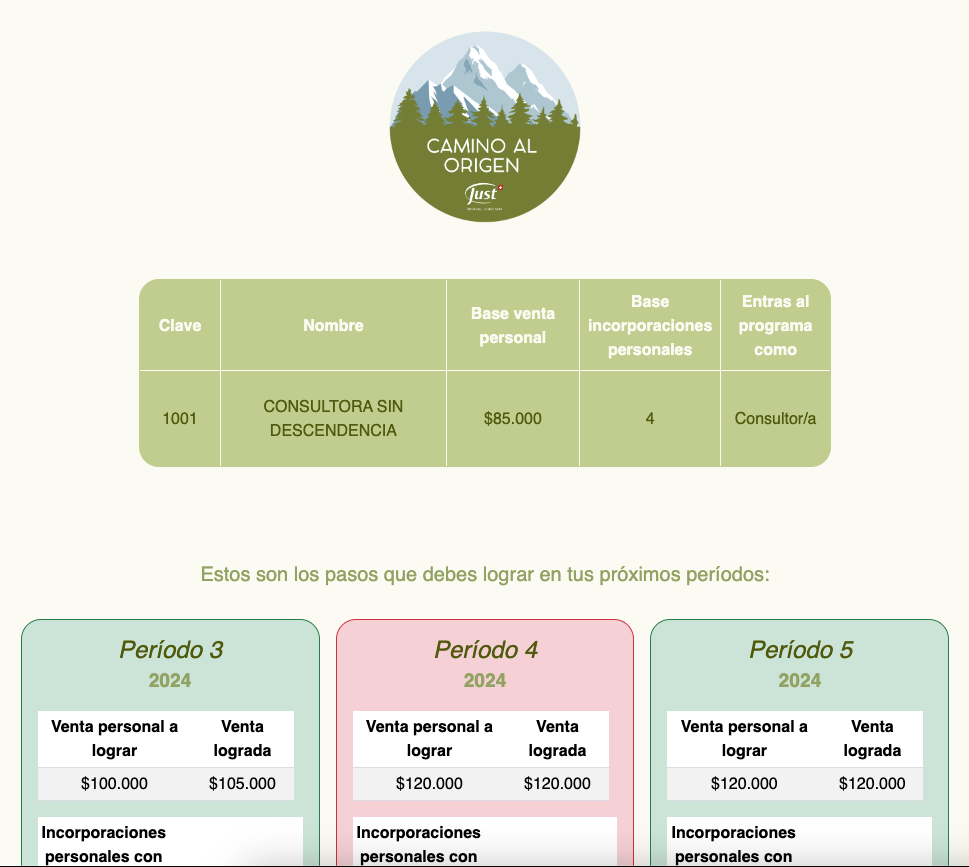 CAMINO AL
ORIGEN
Just
Clave
Nombre
Base venta
personal
Base
incorporaciones
personales
Entras al
programa
como
1001
CONSULTORA SIN
DESCENDENCIA
$85.000
4
Consultor/a
Estos son los pasos que debes lograr en tus próximos períodos:
Período 3
2024
Venta personal a
lograr
Venta
lograda
$100.000
$105.000
Incorporaciones
personales con
Período 4
2024
Venta personal a
lograr
Venta
lograda
$120.000
$120.000
Incorporaciones
personales con
Período 5
2024
Venta personal a
lograr
Venta
lograda
$120.000
$120.000
Incorporaciones
personales con